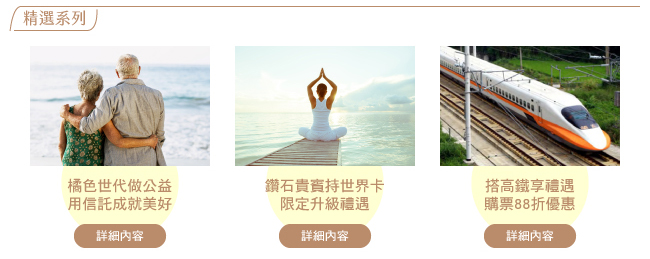 精選系列
橘色世代做公益
用信託成就美好
詳細內容
鑽石貴賓持世界卡
限定升級禮遇
詳細內容
搭高鐵享禮遇
購票88折優惠
詳細內容